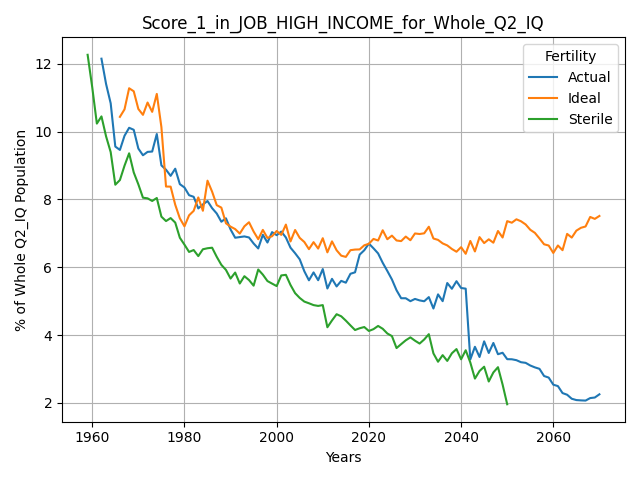 Score_1_in_JOB_HIGH_INCOME_for_Whole_Q2_IQ
% of Whole Q2_IQ Population
12
10
8
6
4
2
Fertility
Actual
Ideal
Sterile
1960 1980 2000 2020 2040 2060
Years